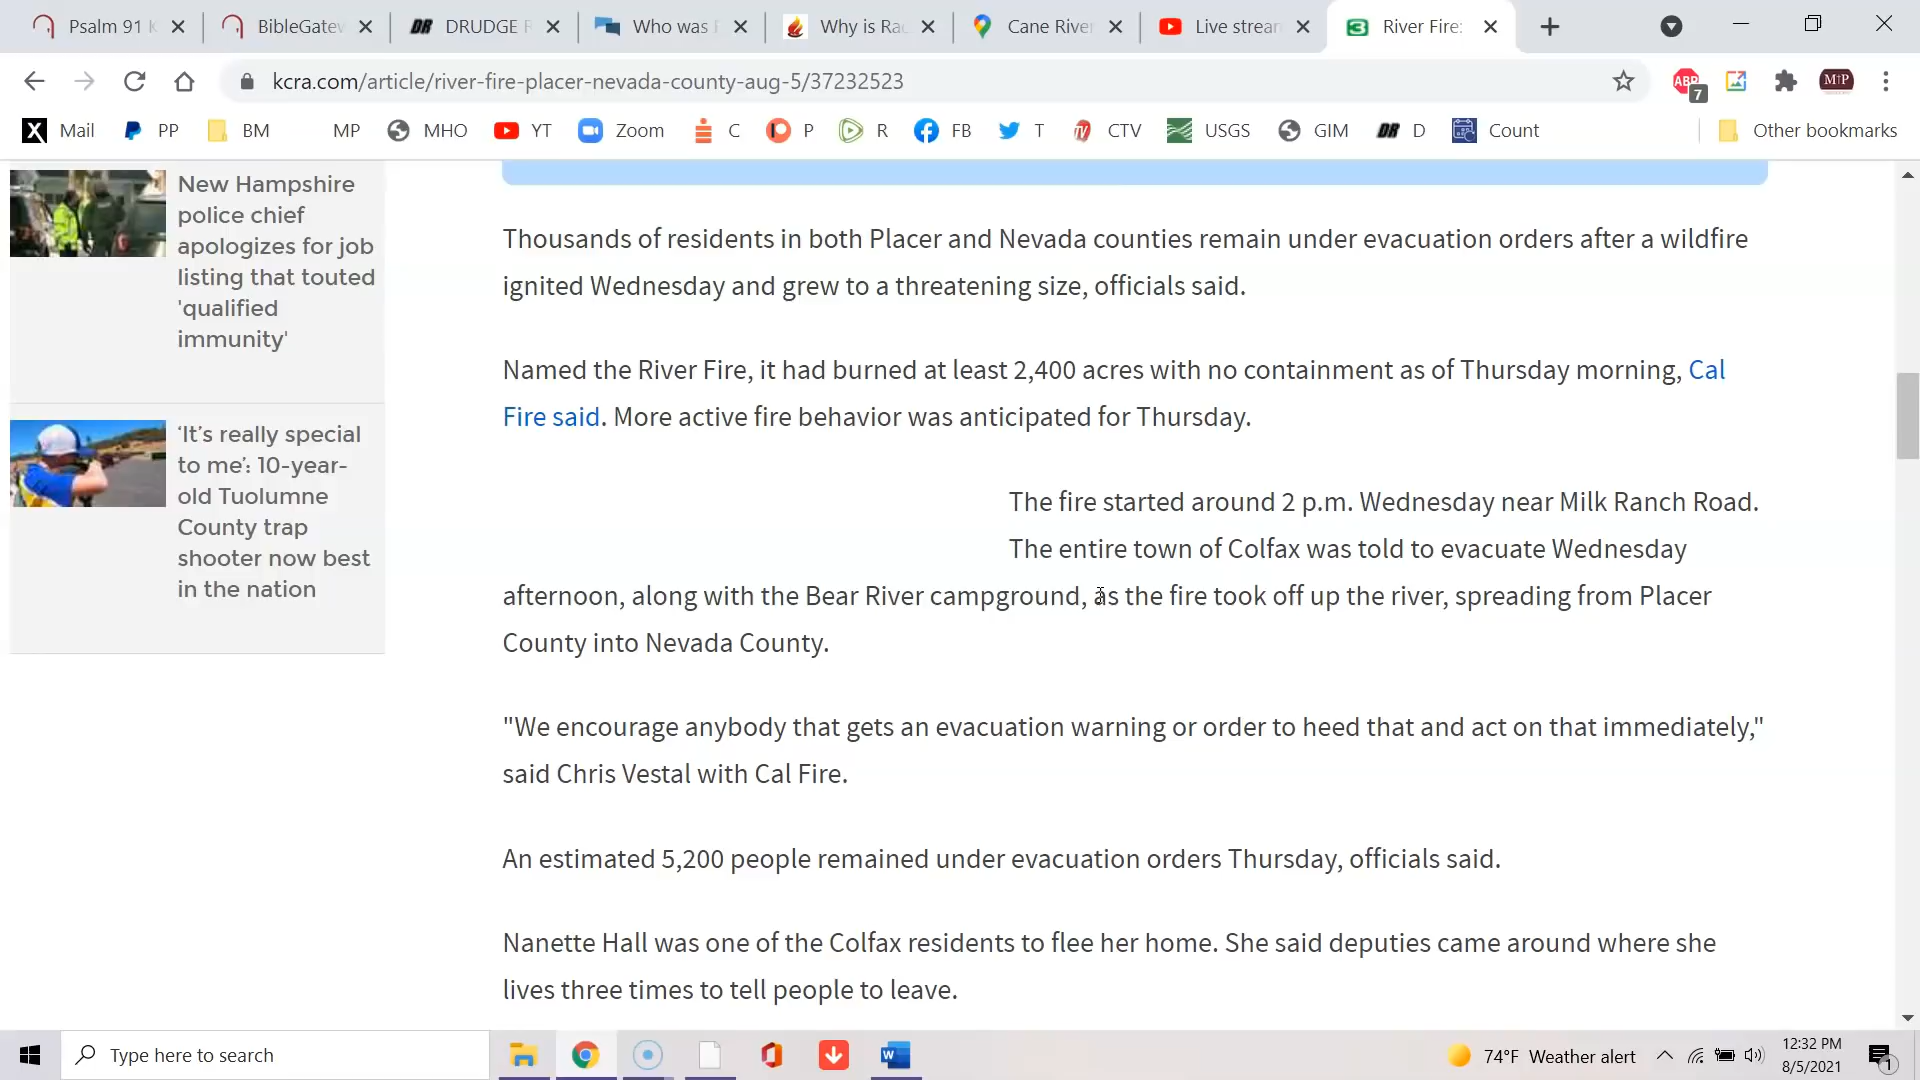 Psalm 91 K
BibleGatew
DRUDGE R
Who was
Why is Ra
Cane River
Live strea
River Fire:
kcra.com/article/river-fire-placer-nevada-county-aug-5/37232523
ABP
7
M↑P
X Mail
PP
BM
MP
MHO
YT
Zoom
C
P
R
FB
T
CTV
USGS
GIM
DR D
Count
Other bookmarks
New Hampshire
police chief
apologizes for job
listing that touted
'qualified
immunity'
‘It’s really special
to me’: 10-year-
old Tuolumne
County trap
shooter now best
in the nation
Thousands of residents in both Placer and Nevada counties remain under evacuation orders after a wildfire
ignited Wednesday and grew to a threatening size, officials said.
Named the River Fire, it had burned at least 2,400 acres with no containment as of Thursday morning, Cal
Fire said. More active fire behavior was anticipated for Thursday.
The fire started around 2 p.m. Wednesday near Milk Ranch Road.
The entire town of Colfax was told to evacuate Wednesday
afternoon, along with the Bear River campground, as the fire took off up the river, spreading from Placer
County into Nevada County.
"We encourage anybody that gets an evacuation warning or order to heed that and act on that immediately,"
said Chris Vestal with Cal Fire.
An estimated 5,200 people remained under evacuation orders Thursday, officials said.
Nanette Hall was one of the Colfax residents to flee her home. She said deputies came around where she
lives three times to tell people to leave.
Type here to search
74°F Weather alert
12:32 PM
8/5/2021
1